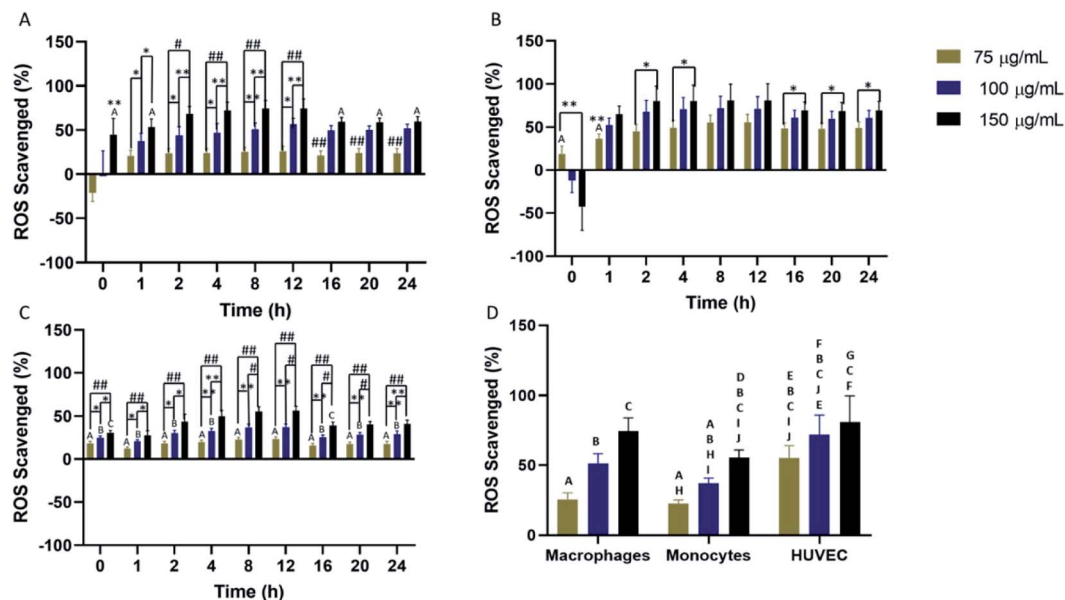 A
ROS Scavenged (%)
150
100
50
0
-50
-100
#
##
##
##
*
*
**
**
**
**
**
A
A
*
*
**
*
A
A
A
##
##
##
0 1 2 4 8 12 16 20 24
Time (h)
B
ROS Scavenged (%)
150
100
50
0
-50
-100
*
*
**
**
A
A
*
*
*
0 1 2 4 8 12 16 20 24
Time (h)
75 µg/mL
100 µg/mL
150 µg/mL
C
ROS Scavenged (%)
150
100
50
0
-50
-100
##
##
##
##
##
##
##
##
##
*
*
*
*
*
*
**
**
**
#
**
#
**
#
**
#
**
**
A B C
A B
A B
A B
A B
A B
A B C
A B
A B
0 1 2 4 8 12 16 20 24
Time (h)
D
ROS Scavenged (%)
150
100
50
0
A
B
C
A
H
A
B
H
I
D
B
C
I
J
E
B
C
I
J
F
B
C
J
E
G
C
F
Macrophages Monocytes HUVEC